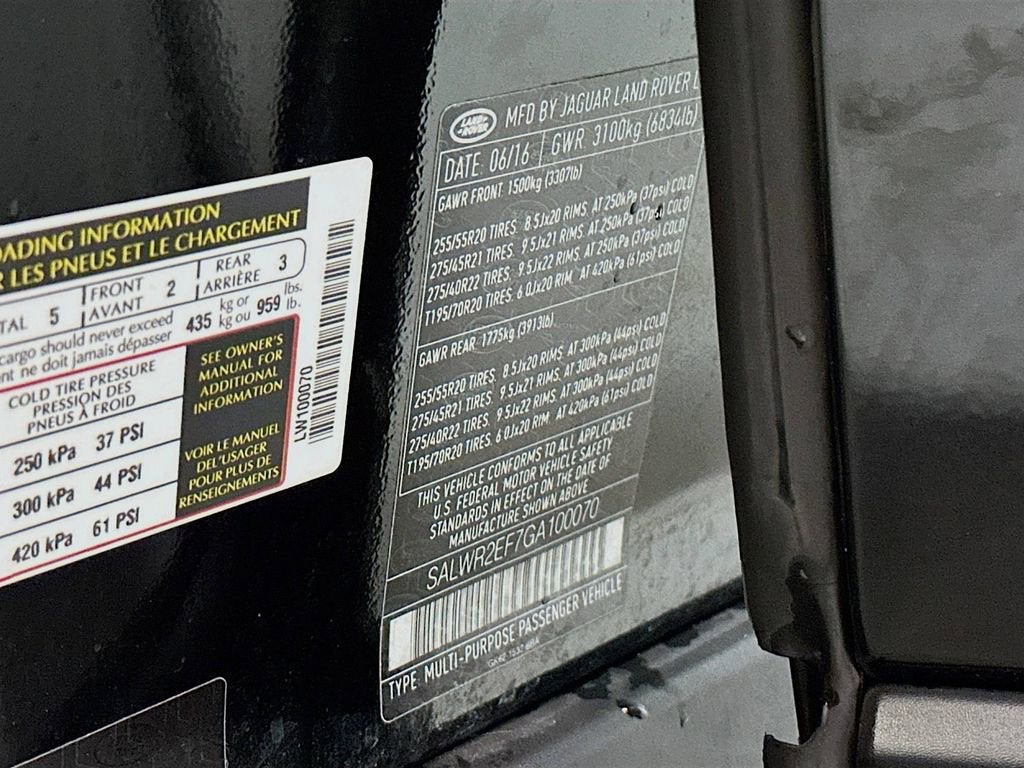 OADING INFORMATION
R LES PNEUS ET LE CHARGEMENT
TAL 5 FRONT AVANT 2 REAR ARRIÈRE 3
cargo should never exceed 435 kg or 959 lbs.
nt ne doit jamais dépasser kg ou lb.
COLD TIRE PRESSURE
PRESSION DES
PNEUS À FROID
250 kPa 37 PSI
300 kPa 44 PSI
420 kPa 61 PSI
SEE OWNER'S
MANUAL FOR
ADDITIONAL
INFORMATION
VOIR LE MANUEL
DEL'USAGER
POUR PLUS DE
RENSEIGNEMENTS
LW100070
LAND ROVER
MFD BY JAGUAR LAND ROVER L
DATE: 06/16 GWR: 3100kg (6834lb)
GAWR FRONT: 1500kg (3307lb)
255/55R20 TIRES: 8.5Jx20 RIMS. AT 250kPa (37psi) COLD
275/45R21 TIRES: 9.5Jx21 RIMS. AT 250kPa (37psi) COLD
275/40R22 TIRES: 9.5Jx22 RIMS. AT 250kPa (37psi) COLD
T195/70R20 TIRES: 6.0Jx20 RIM. AT 420kPa (61psi) COLD
GAWR REAR: 1775kg (3913lb)
255/55R20 TIRES: 8.5Jx20 RIMS. AT 300kPa (44psi) COLD
275/45R21 TIRES: 9.5Jx21 RIMS. AT 300kPa (44psi) COLD
275/40R22 TIRES: 9.5Jx22 RIMS. AT 300kPa (44psi) COLD
T195/70R20 TIRES: 6.0Jx20 RIM. AT 420kPa (61psi) COLD
THIS VEHICLE CONFORMS TO ALL APPLICABLE
U.S. FEDERAL MOTOR VEHICLE SAFETY
STANDARDS IN EFFECT ON THE DATE OF
MANUFACTURE SHOWN ABOVE
SALWR2EF7GA100070
TYPE: MULTI-PURPOSE PASSENGER VEHICLE